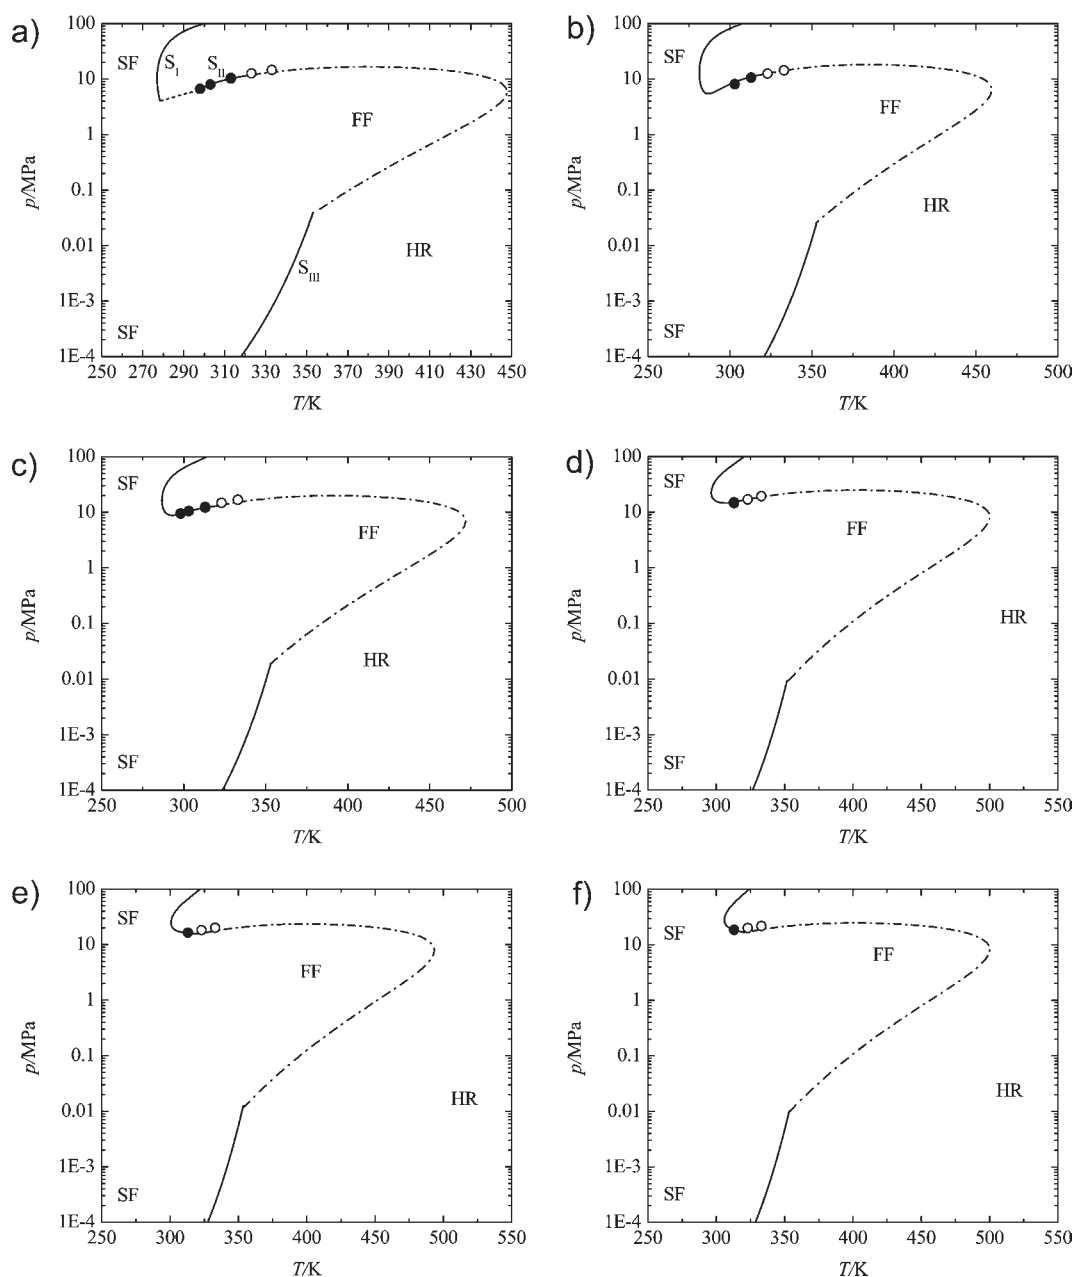 a)
100
10
1
0.1
0.01
1E-3
1E-4
p/MPa
SF
S_I
S_II
FF
HR
S_III
SF
250 270 290 310 330 350 370 390 410 430 450
T/K
b)
100
10
1
0.1
0.01
1E-3
1E-4
p/MPa
SF
FF
HR
SF
250 300 350 400 450 500
T/K
c)
100
10
1
0.1
0.01
1E-3
1E-4
p/MPa
SF
FF
HR
SF
250 300 350 400 450 500
T/K
d)
100
10
1
0.1
0.01
1E-3
1E-4
p/MPa
SF
FF
HR
SF
250 300 350 400 450 500 550
T/K
e)
100
10
1
0.1
0.01
1E-3
1E-4
p/MPa
SF
FF
HR
SF
250 300 350 400 450 500 550
T/K
f)
100
10
1
0.1
0.01
1E-3
1E-4
p/MPa
SF
FF
HR
SF
250 300 350 400 450 500 550
T/K